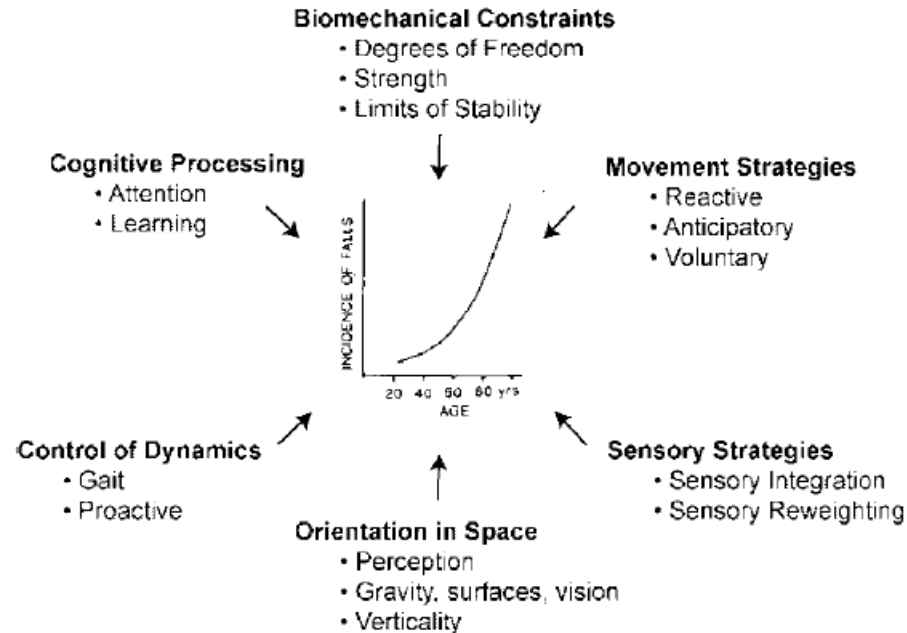 Biomechanical Constraints
• Degrees of Freedom
• Strength
• Limits of Stability
Cognitive Processing
• Attention
• Learning
Movement Strategies
• Reactive
• Anticipatory
• Voluntary
INCIDENCE OF FALLS
20 40 60 80 yrs
AGE
Control of Dynamics
• Gait
• Proactive
Sensory Strategies
• Sensory Integration
• Sensory Reweighting
Orientation in Space
• Perception
• Gravity, surfaces, vision
• Verticality